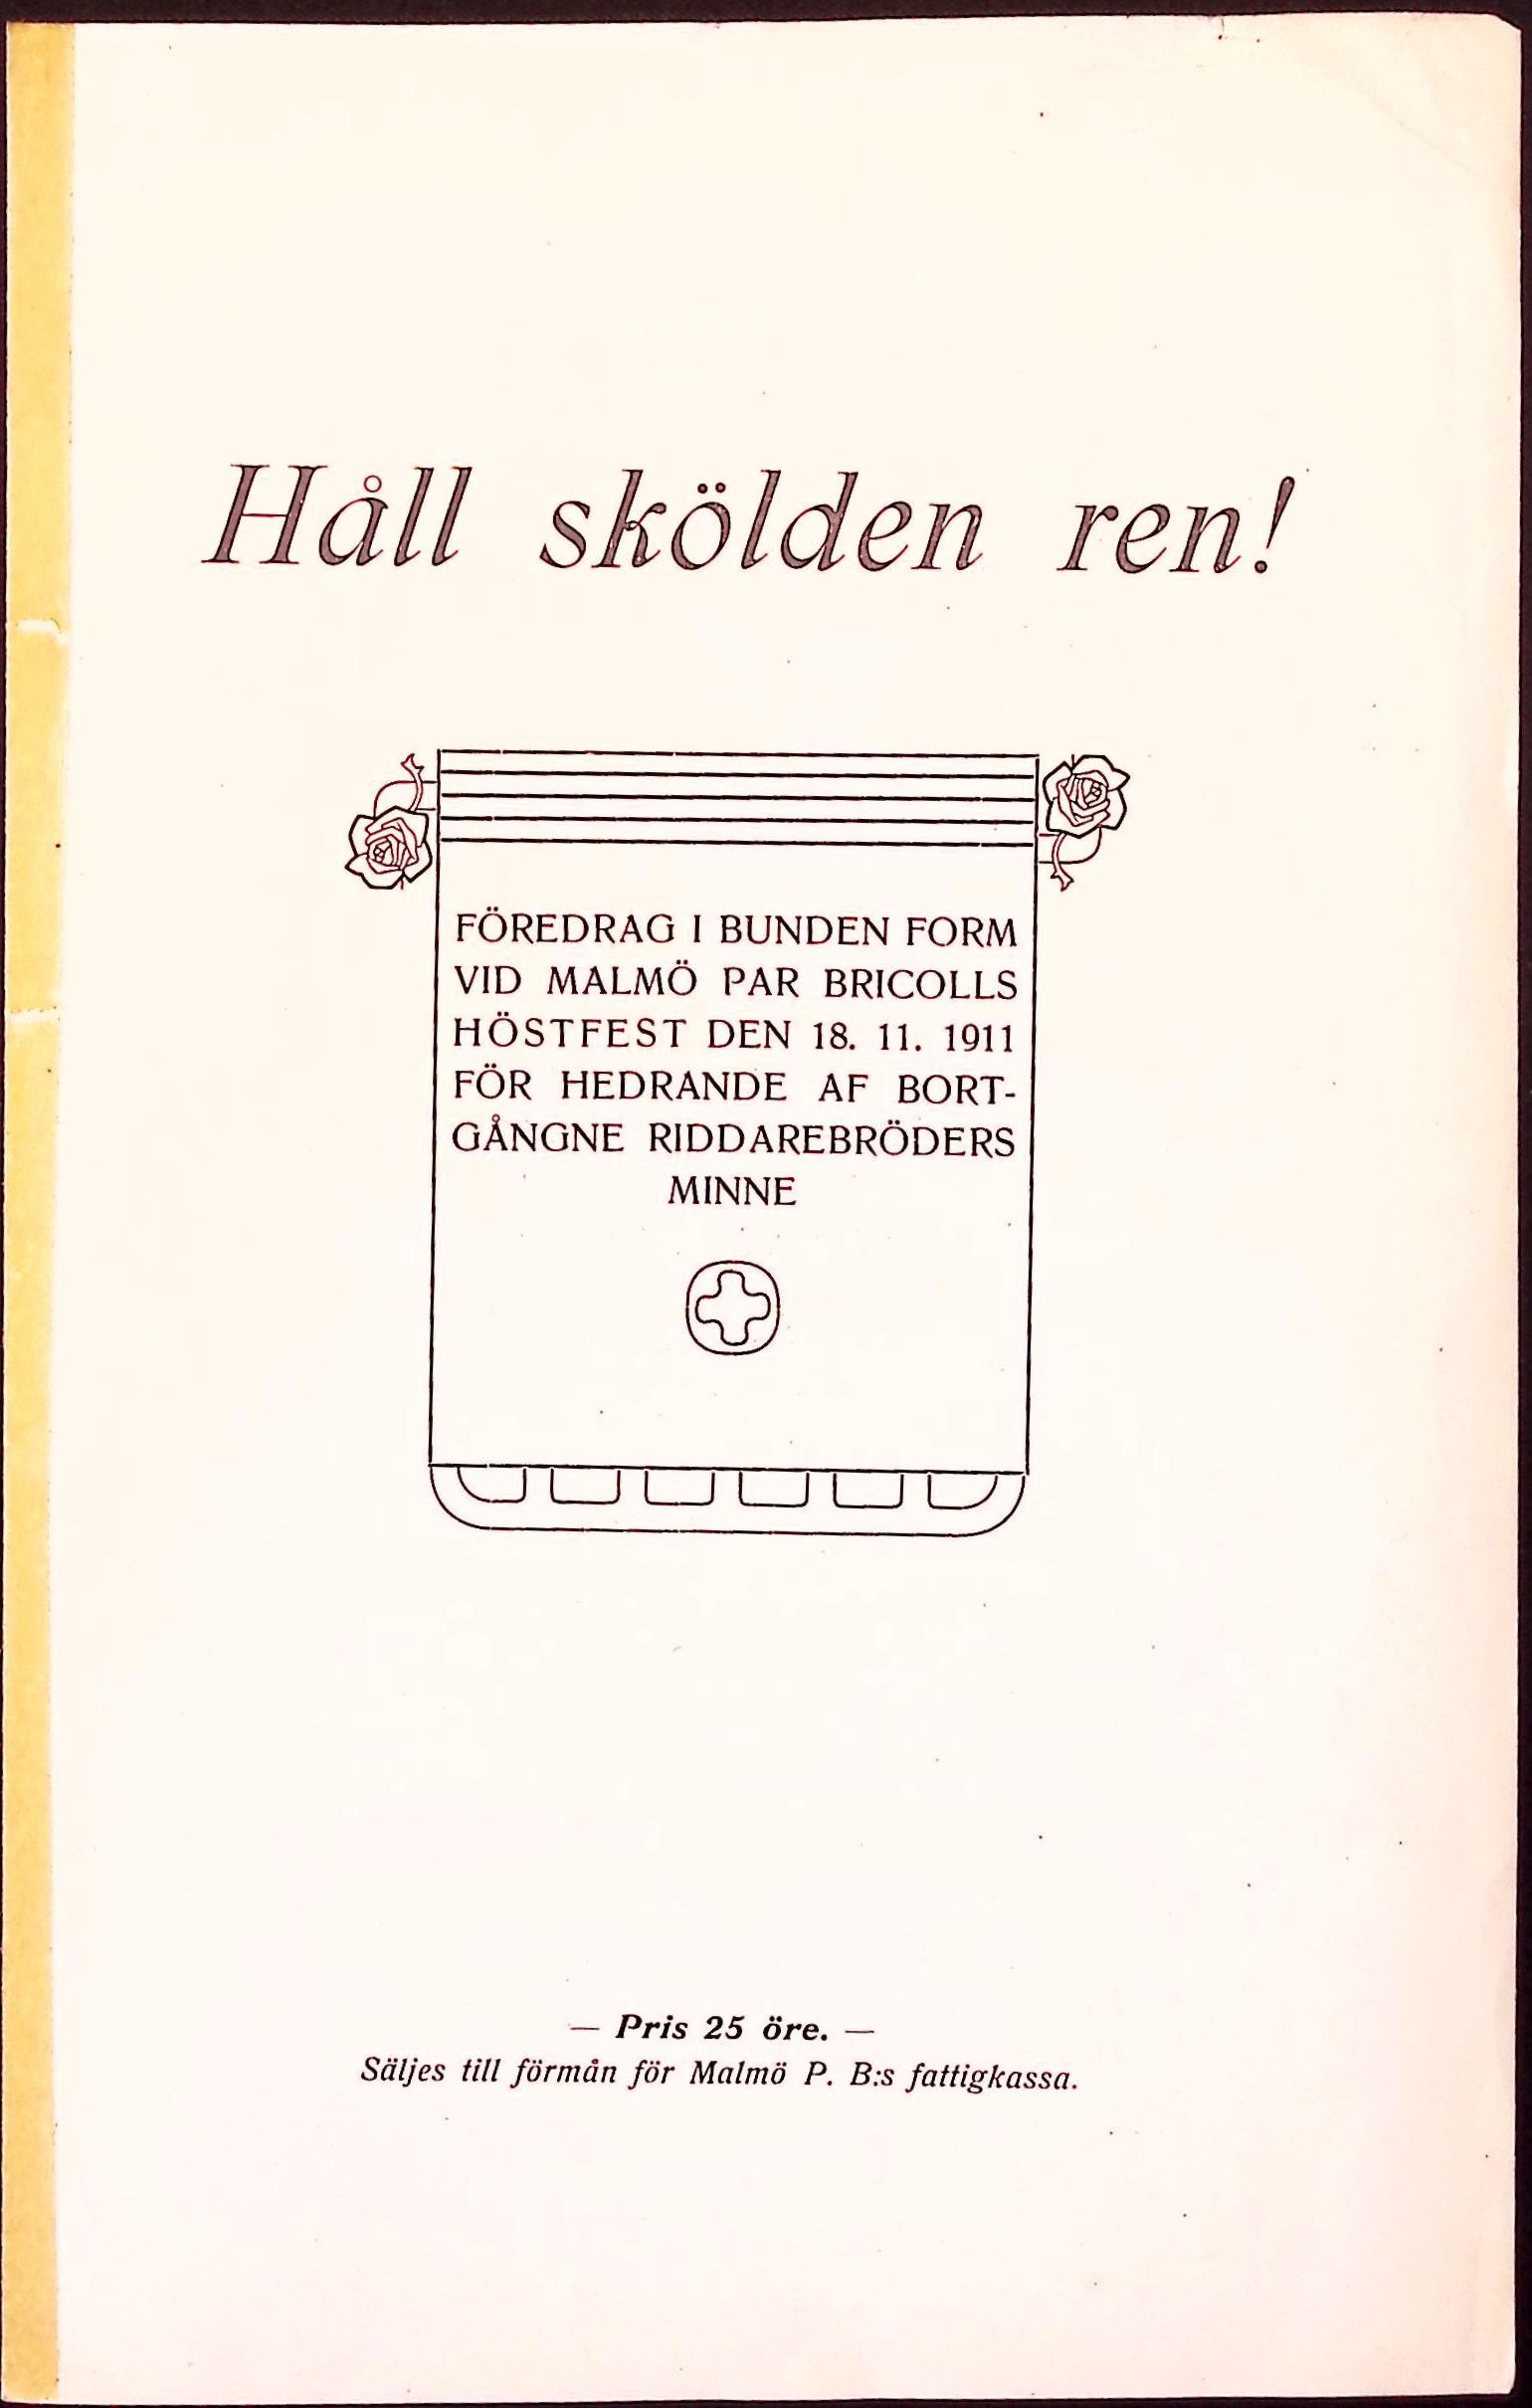 Håll skölden ren!
FÖREDRAG I BUNDEN FORM
VID MALMÖ PAR BRICOLLS
HÖSTFEST DEN 18. 11. 1911
FÖR HEDRANDE AF BORT-
GÅNGNE RIDDAREBRÖDERS
MINNE
— Pris 25 öre. —
Säljes till förmån för Malmö P. B:s fattigkassa.